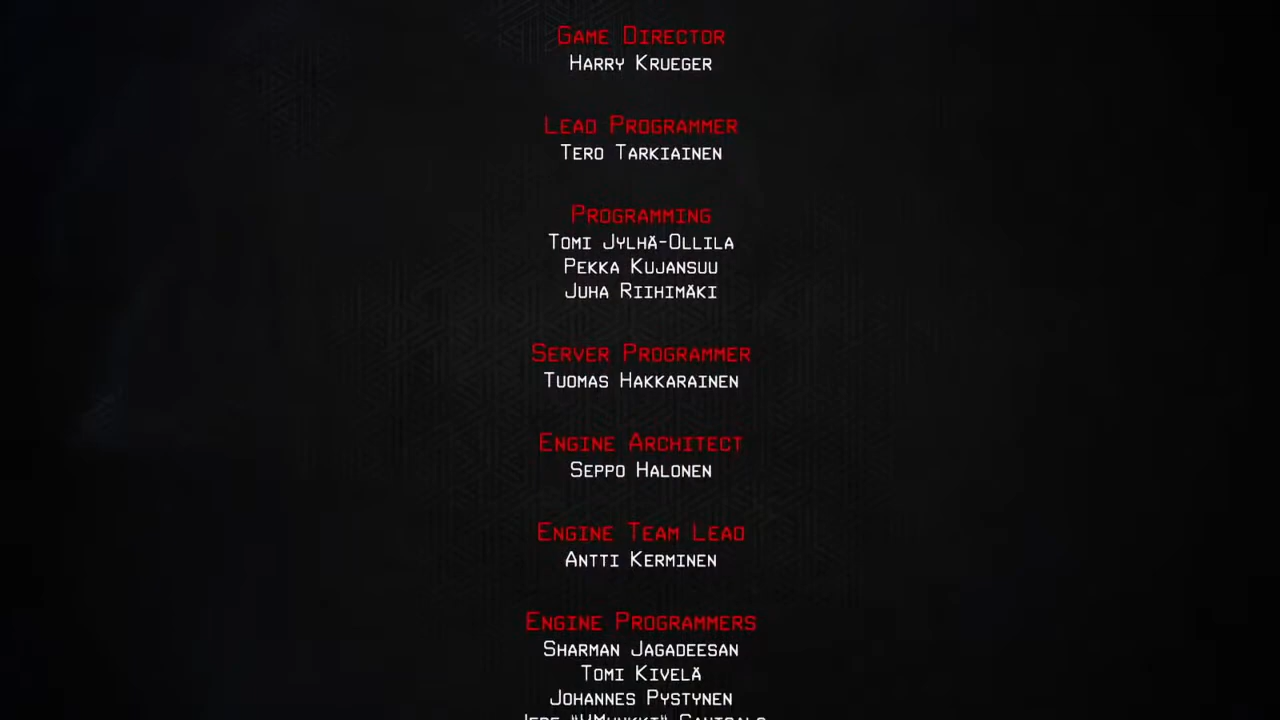 Game Director
Harry Krueger
Lead Programmer
Tero Tarkiainen
Programming
Tomi Jylhä-Ollila
Pekka Kujansuu
Juha Riihimäki
Server Programmer
Tuomas Hakkarainen
Engine Architect
Seppo Halonen
Engine Team Lead
Antti Kerminen
Engine Programmers
Sharman Jagadeesan
Tomi Kivelä
Johannes Pystynen